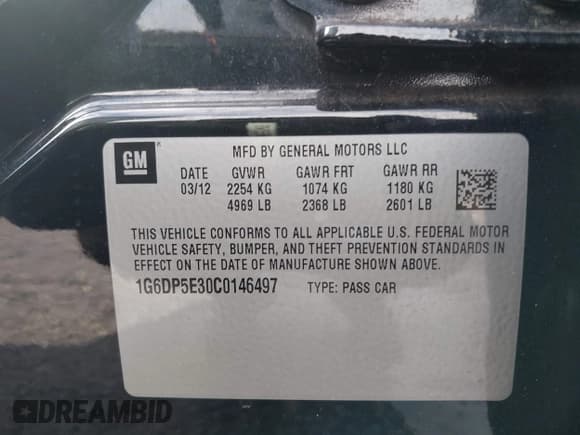 GM
MFD BY GENERAL MOTORS LLC
DATE GVWR GAWR FRT GAWR RR
03/12 2254 KG 1074 KG 1180 KG
4969 LB 2368 LB 2601 LB
THIS VEHICLE CONFORMS TO ALL APPLICABLE U.S. FEDERAL MOTOR
VEHICLE SAFETY, BUMPER, AND THEFT PREVENTION STANDARDS IN
EFFECT ON THE DATE OF MANUFACTURE SHOWN ABOVE.
1G6DP5E30C0146497 TYPE: PASS CAR
DREAMBID